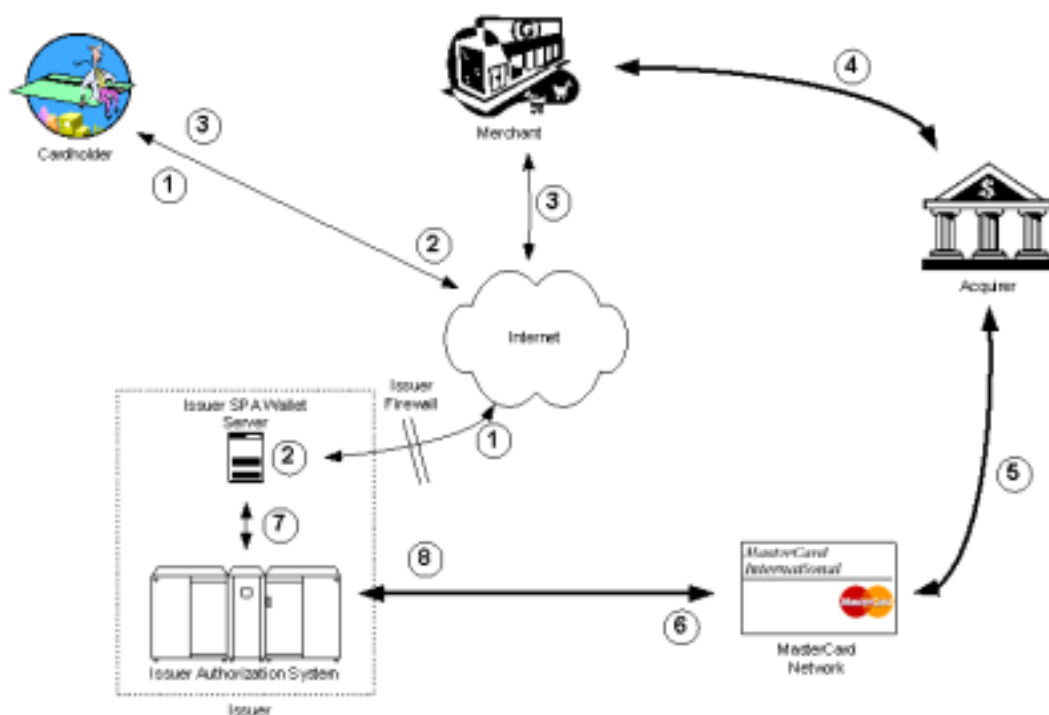 (G)
Merchant
3
Cardholder
1
2
3
4
$
Acquirer
Internet
Issuer SPA Wallet
Server
2
Issuer
Firewall
1
7
5
8
6
MasterCard
International
MasterCard
MasterCard
Network
Issuer Authorization System
Issuer